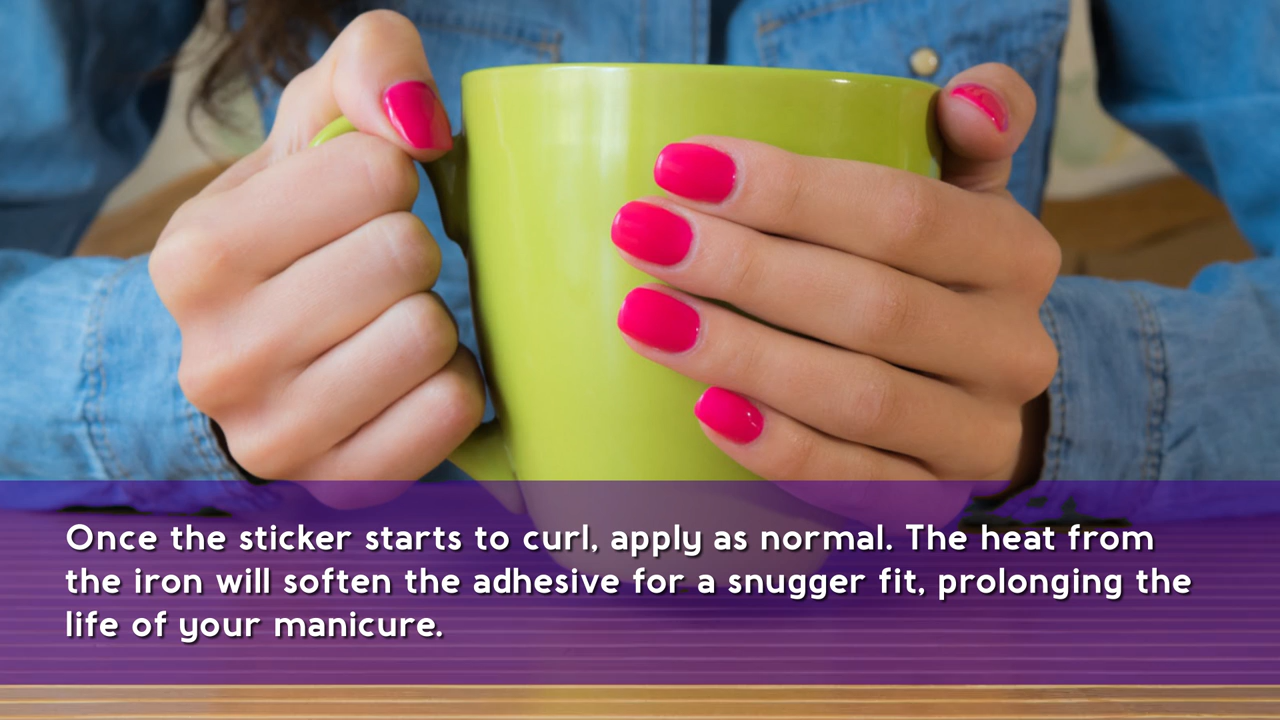 Once the sticker starts to curl, apply as normal. The heat from
the iron will soften the adhesive for a snugger fit, prolonging the
life of your manicure.